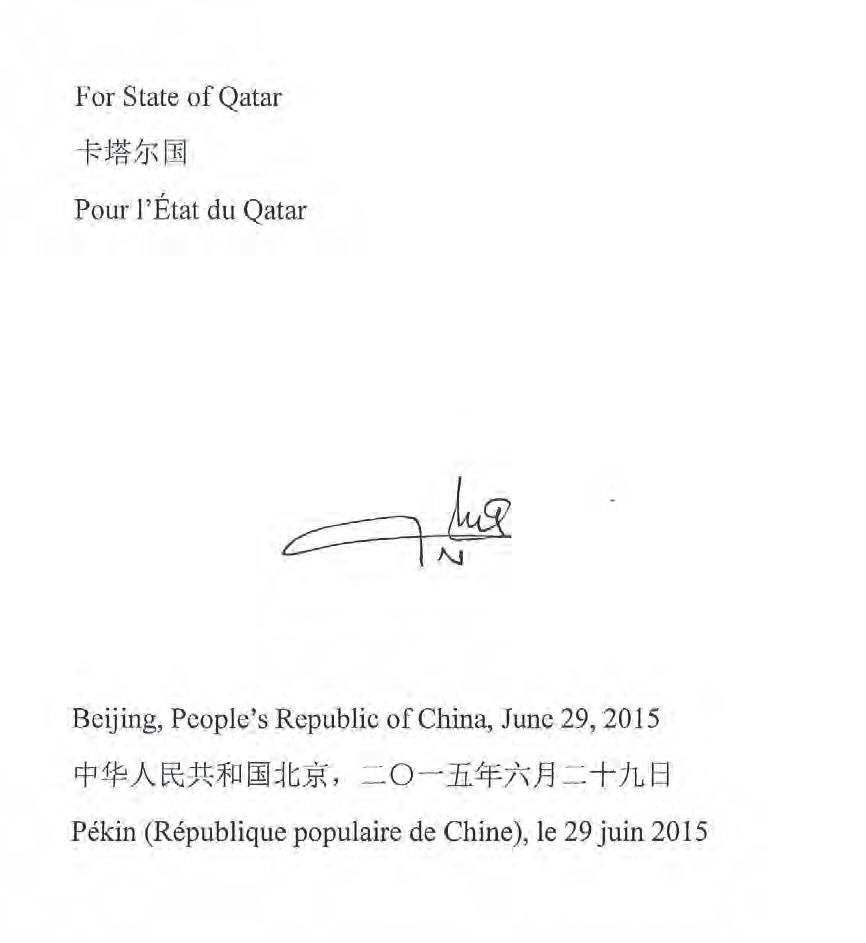 For State of Qatar
卡塔尔国
Pour l'État du Qatar
Beijing, People's Republic of China, June 29, 2015
中华人民共和国北京，二〇一五年六月二十九日
Pékin (République populaire de Chine), le 29 juin 2015